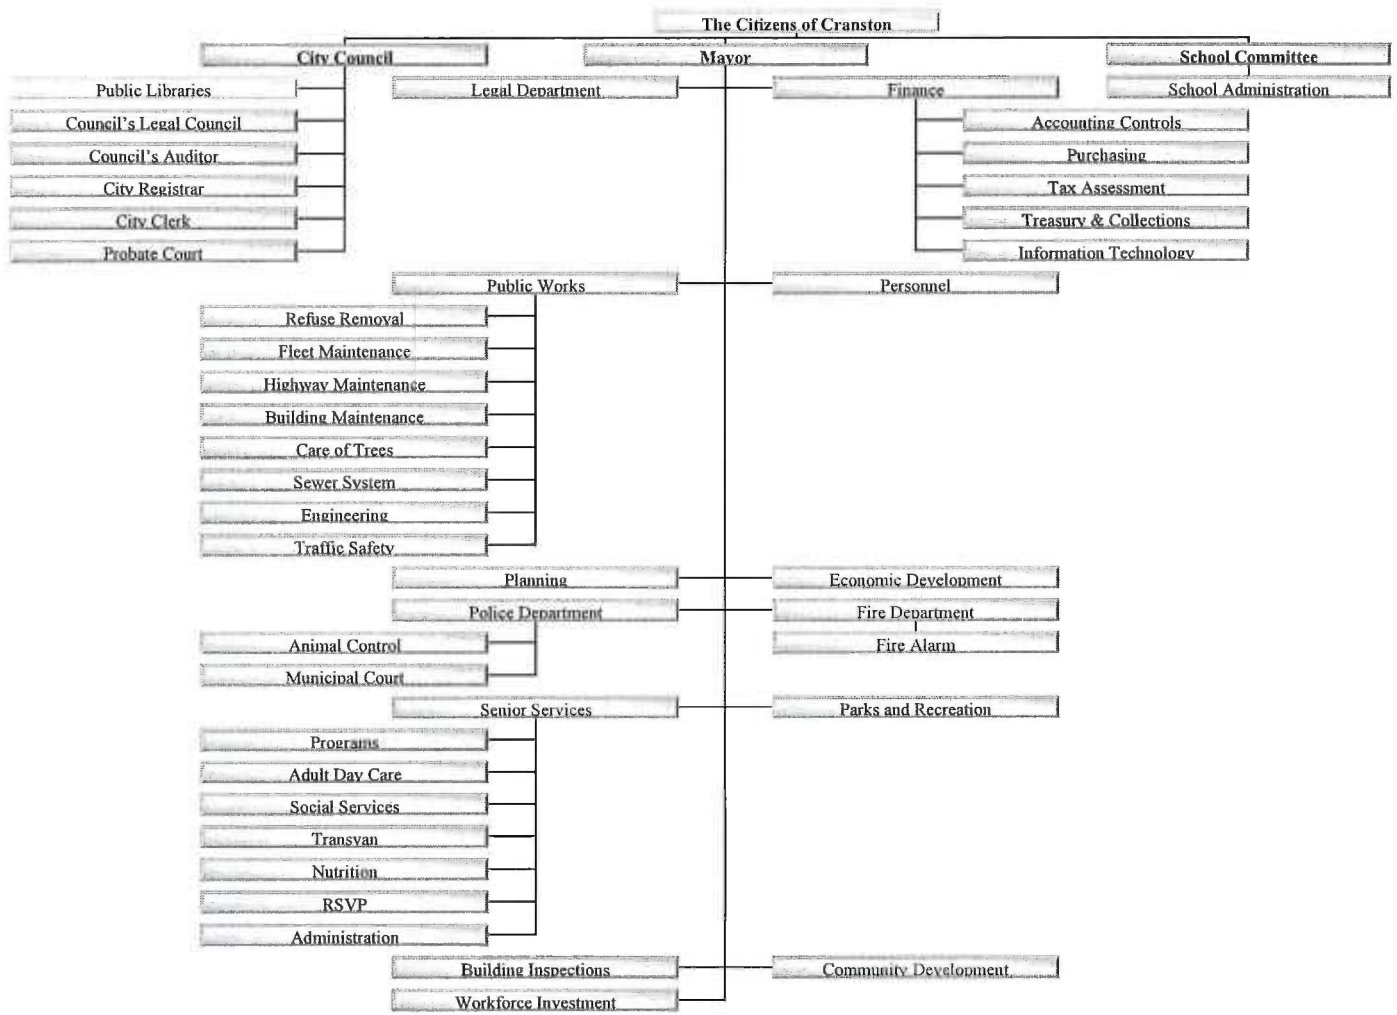 The Citizens of Cranston
City Council
Mayor
School Committee
Public Libraries
Legal Department
Finance
School Administration
Council's Legal Council
Accounting Controls
Council's Auditor
Purchasing
City Registrar
Tax Assessment
City Clerk
Treasury & Collections
Probate Court
Information Technology
Public Works
Personnel
Refuse Removal
Fleet Maintenance
Highway Maintenance
Building Maintenance
Care of Trees
Sewer System
Engineering
Traffic Safety
Planning
Economic Development
Police Department
Fire Department
Animal Control
Fire Alarm
Municipal Court
Senior Services
Parks and Recreation
Programs
Adult Day Care
Social Services
Transvan
Nutrition
RSVP
Administration
Building Inspections
Community Development
Workforce Investment